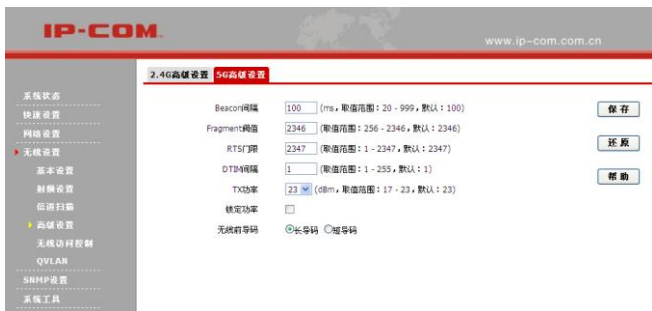 IP-COM
www.ip-com.com.cn
2.4G高级设置 5G高级设置
系统状态
快速设置
网络设置
无线设置
基本设置
射频设置
信道扫描
高级设置
无线访问控制
QVLAN
SNMP设置
系统工具
Beacon间隔 100 (ms, 取值范围: 20 - 999, 默认: 100)
Fragment阈值 2346 (取值范围: 256 - 2346, 默认: 2346)
RTS门限 2347 (取值范围: 1 - 2347, 默认: 2347)
DTIM间隔 1 (取值范围: 1 - 255, 默认: 1)
TX功率 23 (dBm, 取值范围: 17 - 23, 默认: 23)
锁定功率
无线前导码 长导码 短导码
保存
还原
帮助